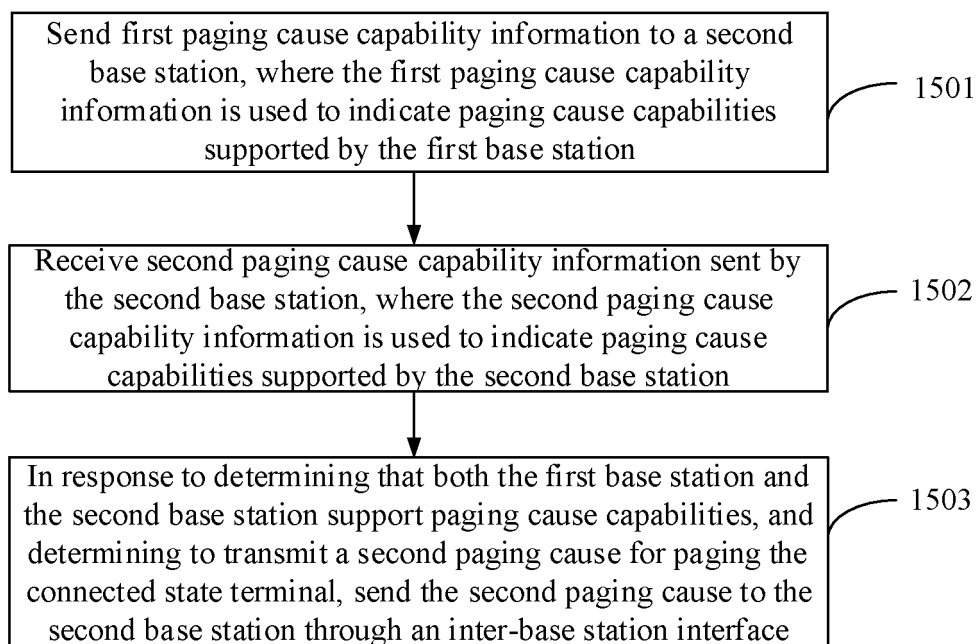 Send first paging cause capability information to a second
base station, where the first paging cause capability
information is used to indicate paging cause capabilities
supported by the first base station
1501
Receive second paging cause capability information sent by
the second base station, where the second paging cause
capability information is used to indicate paging cause
capabilities supported by the second base station
1502
In response to determining that both the first base station and
the second base station support paging cause capabilities, and
determining to transmit a second paging cause for paging the
connected state terminal, send the second paging cause to the
second base station through an inter-base station interface
1503